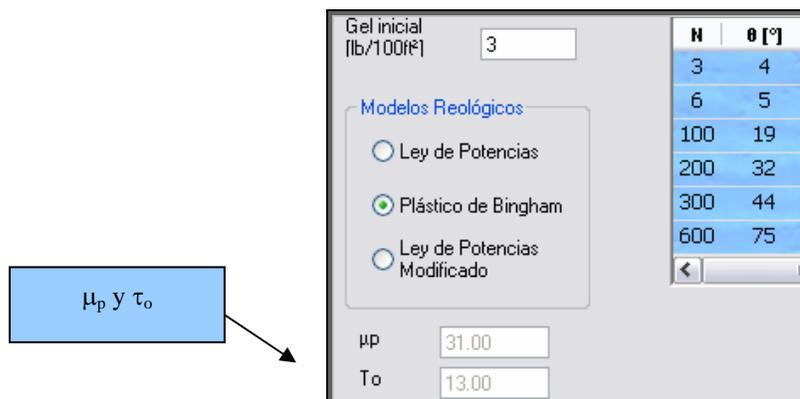 Gel inicial
[lb/100ft²]
3
N θ [°]
3 4
6 5
100 19
200 32
300 44
600 75
Modelos Reológicos
Ley de Potencias
Plástico de Bingham
Ley de Potencias
Modificado
μp y τo
μp 31.00
To 13.00